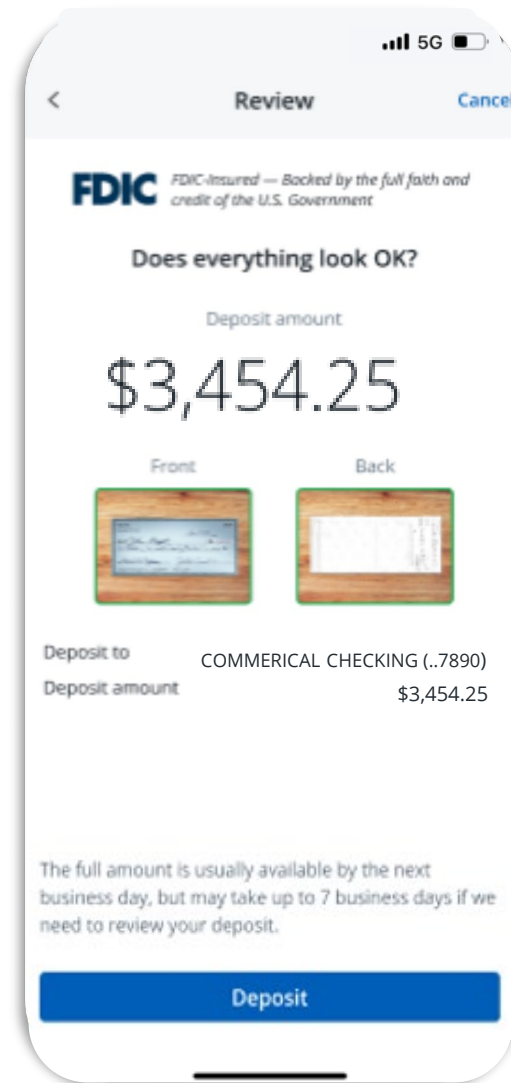 5G
Review
Cancel
FDIC
FDIC-Insured — Backed by the full faith and
credit of the U.S. Government
Does everything look OK?
Deposit amount
$3,454.25
Front
Back
Deposit to
COMMERICAL CHECKING (..7890)
Deposit amount
$3,454.25
The full amount is usually available by the next
business day, but may take up to 7 business days if we
need to review your deposit.
Deposit